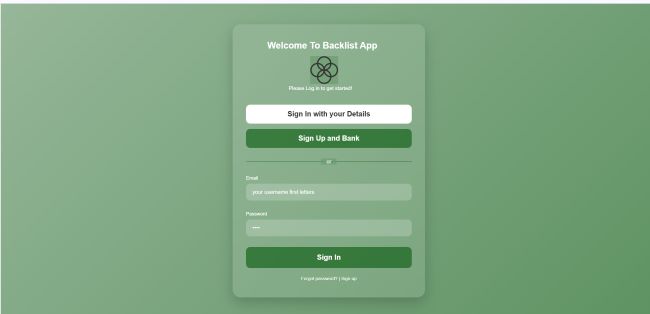 Welcome To Backlist App
Please Log in to get started!
Sign In with your Details
Sign Up and Bank
or
Email
your username first letters
Password
Sign In
Forgot password? | Sign up